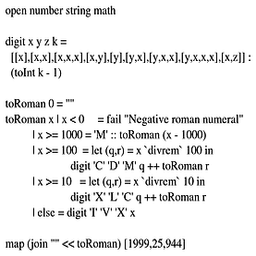 open number string math
digit x y z k =
[[x],[x,x],[x,x,x],[x,y],[y],[y,x],[y,x,x],[y,x,x,x],[x,z]] :
(toInt k - 1)
toRoman 0 = ""
toRoman x | x < 0 = fail "Negative roman numeral"
| x >= 1000 = 'M' :: toRoman (x - 1000)
| x >= 100 = let (q,r) = x `divrem` 100 in
digit 'C' 'D' 'M' q ++ toRoman r
| x >= 10 = let (q,r) = x `divrem` 10 in
digit 'X' 'L' 'C' q ++ toRoman r
| else = digit 'I' 'V' 'X' x
map (join "" << toRoman) [1999,25,944]